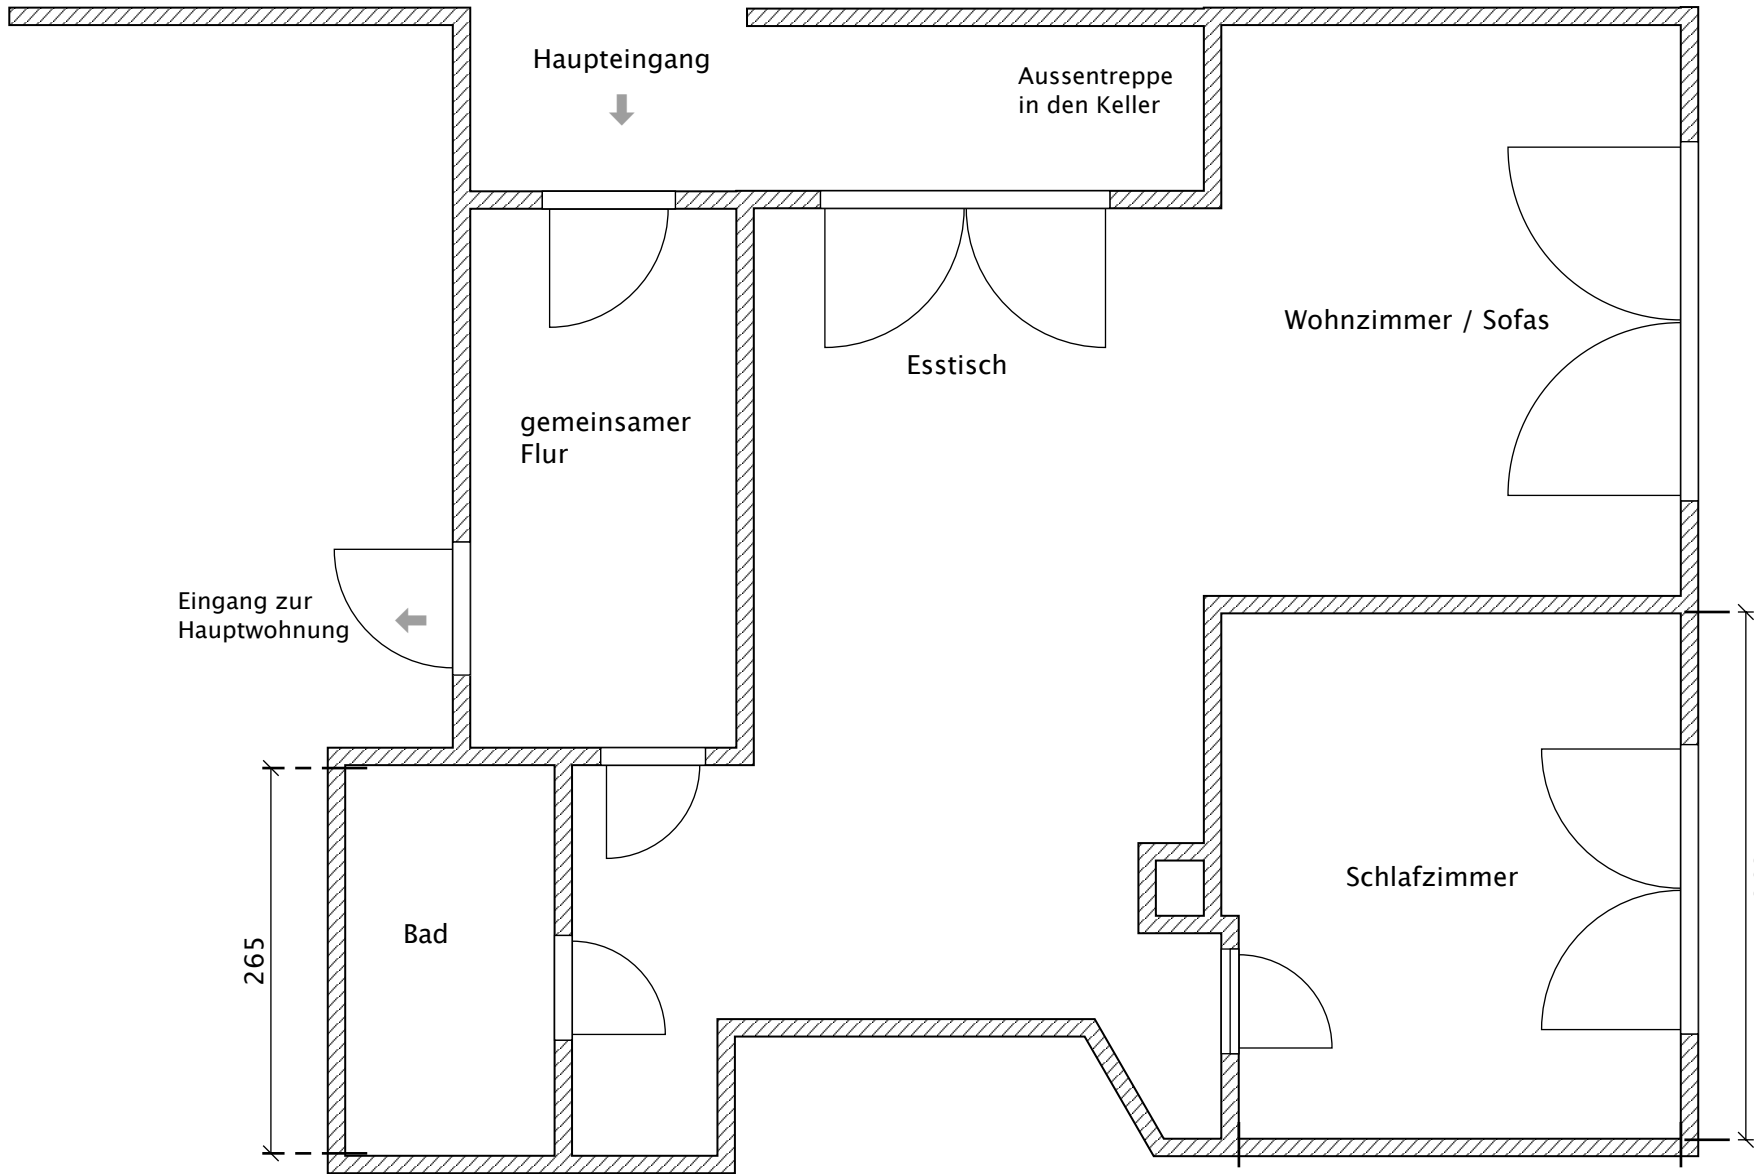 Haupteingang
Aussentreppe
in den Keller
Wohnzimmer / Sofas
Esstisch
gemeinsamer
Flur
Eingang zur
Hauptwohnung
Schlafzimmer
Bad
265